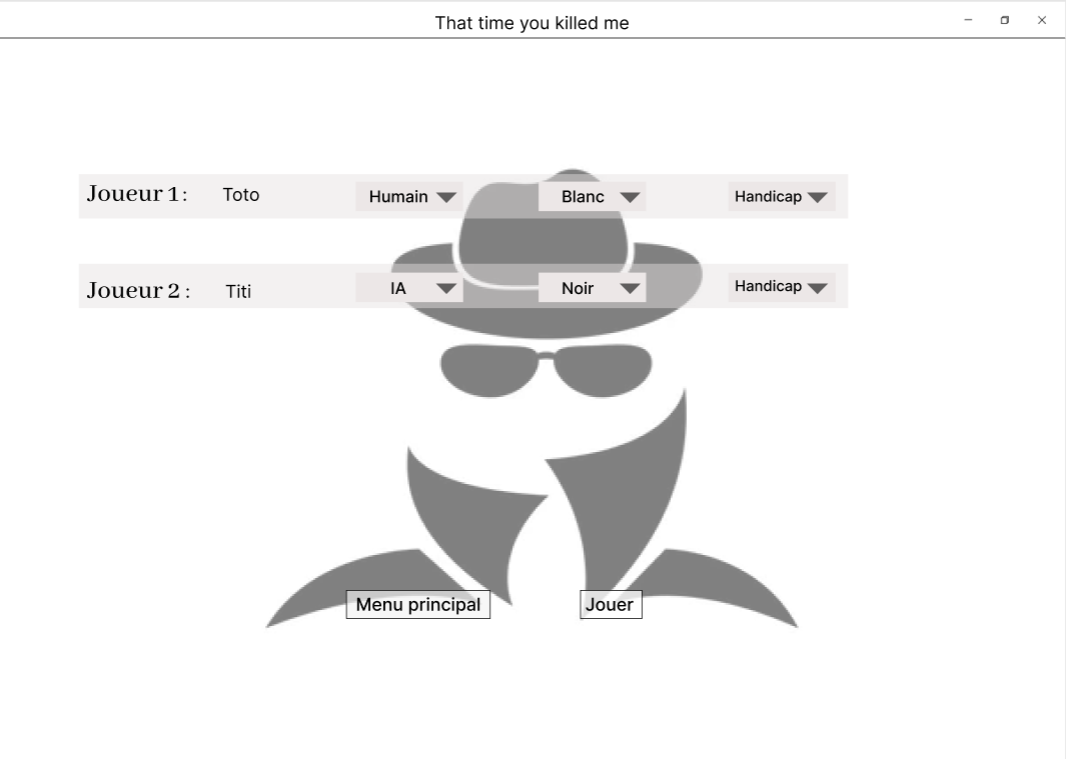 That time you killed me
Joueur 1 : Toto Humain Blanc Handicap
Joueur 2 : Titi IA Noir Handicap
Menu principal Jouer